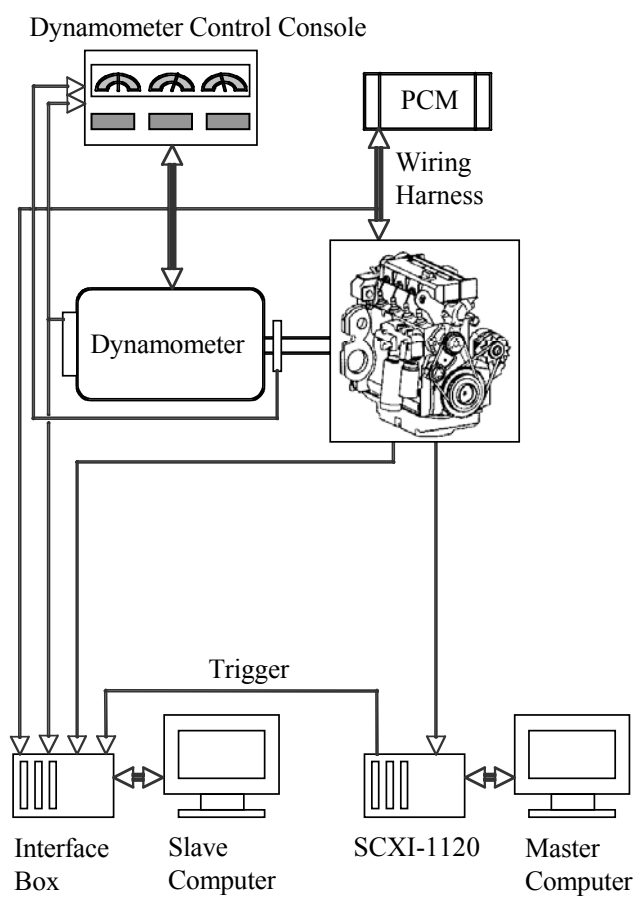 Dynamometer Control Console
PCM
Wiring
Harness
Dynamometer
Trigger
Interface
Box
Slave
Computer
SCXI-1120
Master
Computer